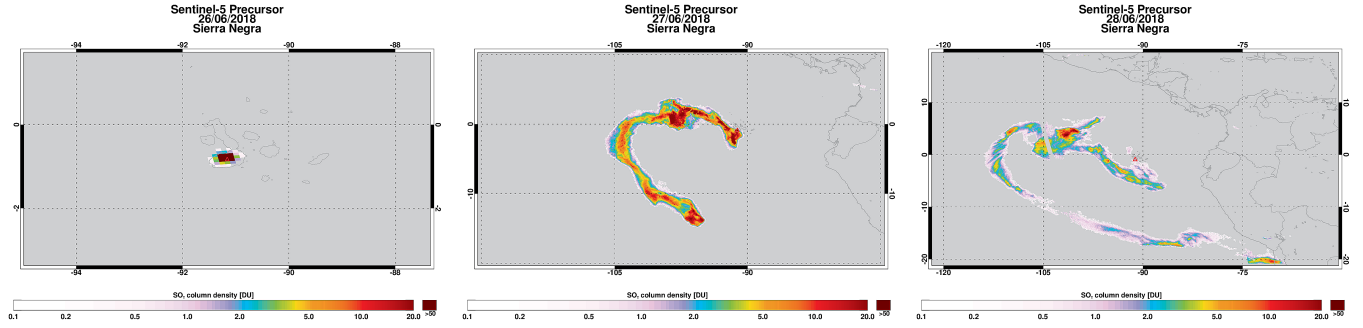 Sentinel-5 Precursor
26/06/2018
Sierra Negra
-94 -92 -90 -88
0 0
-2 -2
-94 -92 -90 -88
SO2 column density [DU]
0.1 0.2 0.5 1.0 2.0 5.0 10.0 20.0 >50
Sentinel-5 Precursor
27/06/2018
Sierra Negra
-105 -90
0 0
-10 -10
-105 -90
SO2 column density [DU]
0.1 0.2 0.5 1.0 2.0 5.0 10.0 20.0 >50
Sentinel-5 Precursor
28/06/2018
Sierra Negra
-120 -105 -90 -75
10 10
0 0
-10 -10
-20 -20
-120 -105 -90 -75
SO2 column density [DU]
0.1 0.2 0.5 1.0 2.0 5.0 10.0 20.0 >50